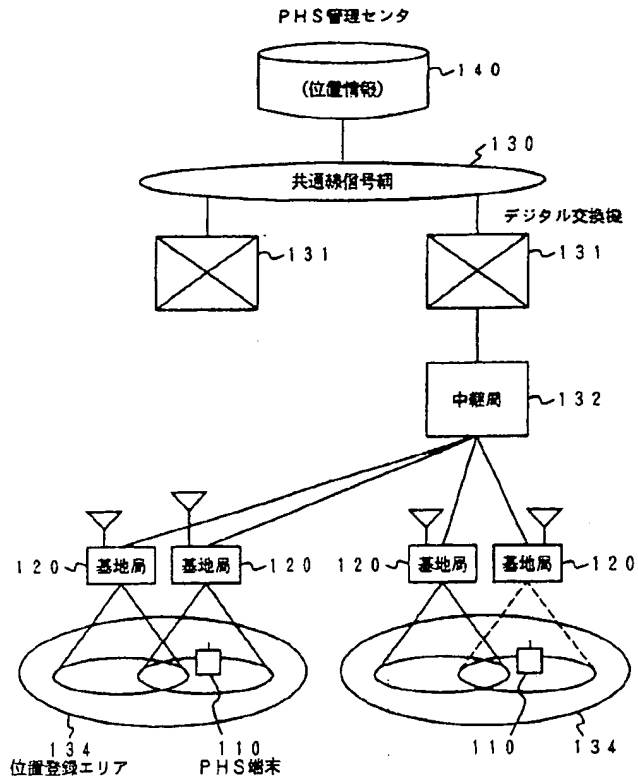 PHS管理センタ
140
(位置情報)
130
共通線信号網
デジタル交換機
131
131
中継局
132
120
基地局
基地局
120
120
基地局
基地局
120
134
110
110
134
位置登録エリア
PHS端末